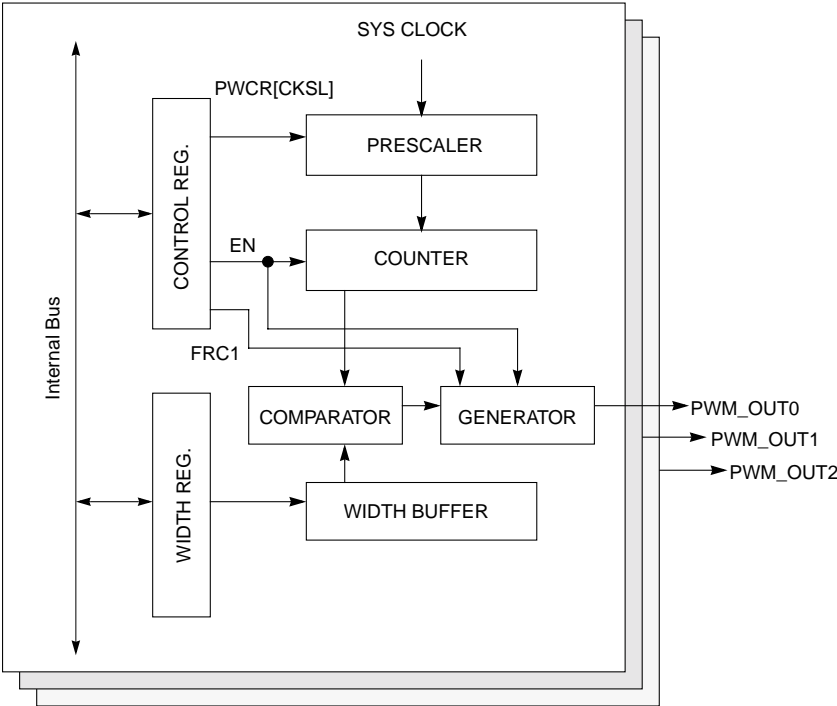 SYS CLOCK
PWCR[CKSL]
PRESCALER
CONTROL REG.
EN
COUNTER
Internal Bus
FRC1
COMPARATOR
GENERATOR
PWM_OUT0
PWM_OUT1
PWM_OUT2
WIDTH REG.
WIDTH BUFFER